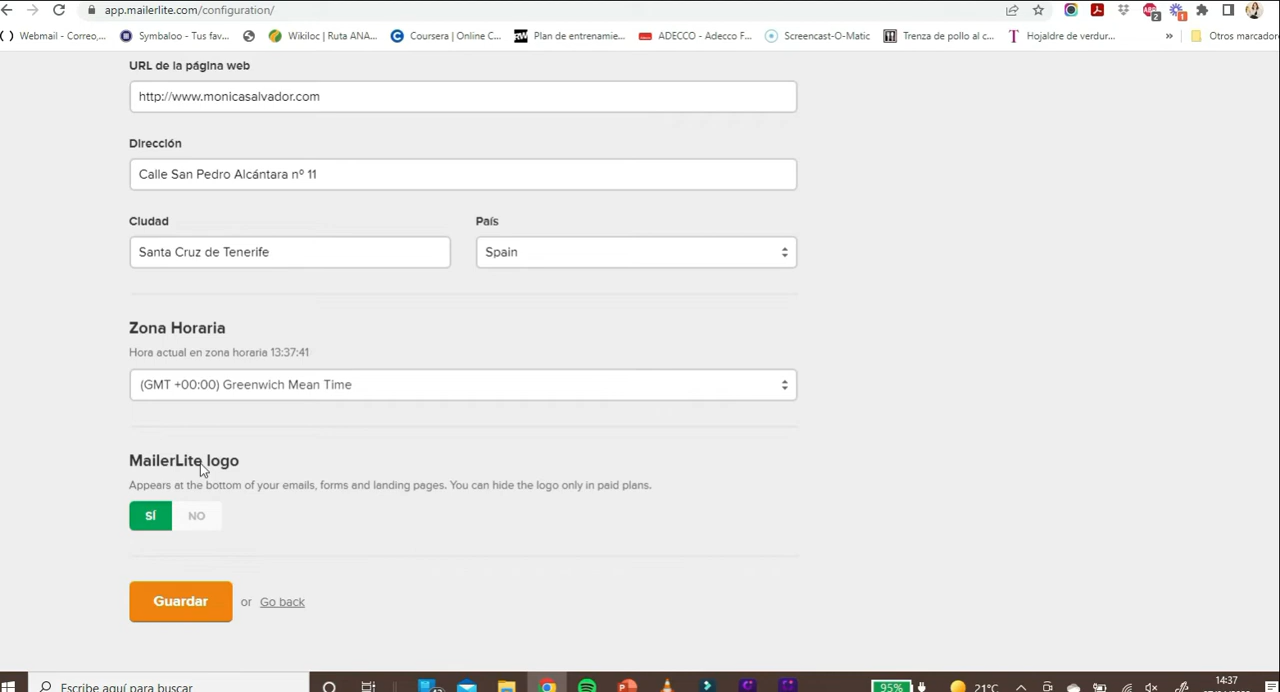 app.mailerlite.com/configuration/
Webmail - Correo,...
Symbaloo - Tus fav...
Wikiloc | Ruta ANA...
Coursera | Online C...
Plan de entrenamie...
ADECCO - Adecco F...
Screencast-O-Matic
Trenza de pollo al c...
Hojaldre de verdur...
»
Otros marcador
URL de la página web
http://www.monicasalvador.com
Dirección
Calle San Pedro Alcántara nº 11
Ciudad
País
Santa Cruz de Tenerife
Spain
Zona Horaria
Hora actual en zona horaria 13:37:41
(GMT +00:00) Greenwich Mean Time
MailerLite logo
Appears at the bottom of your emails, forms and landing pages. You can hide the logo only in paid plans.
SÍ NO
Guardar or Go back
Escribe aquí para buscar
95%
21°C
14:37